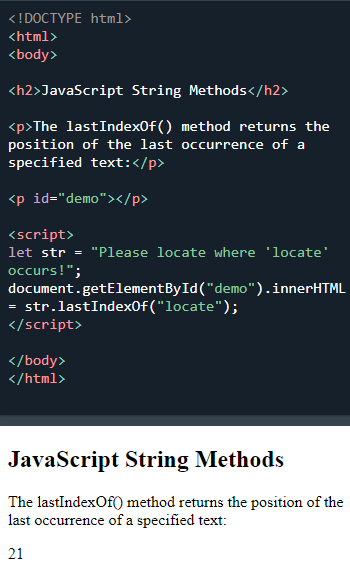 <!DOCTYPE html>
<html>
<body>
<h2>JavaScript String Methods</h2>
<p>The lastIndexOf() method returns the
position of the last occurrence of a
specified text:</p>
<p id="demo"></p>
<script>
let str = "Please locate where 'locate'
occurs!";
document.getElementById("demo").innerHTML
= str.lastIndexOf("locate");
</script>
</body>
</html>
JavaScript String Methods
The lastIndexOf() method returns the position of the
last occurrence of a specified text:
21